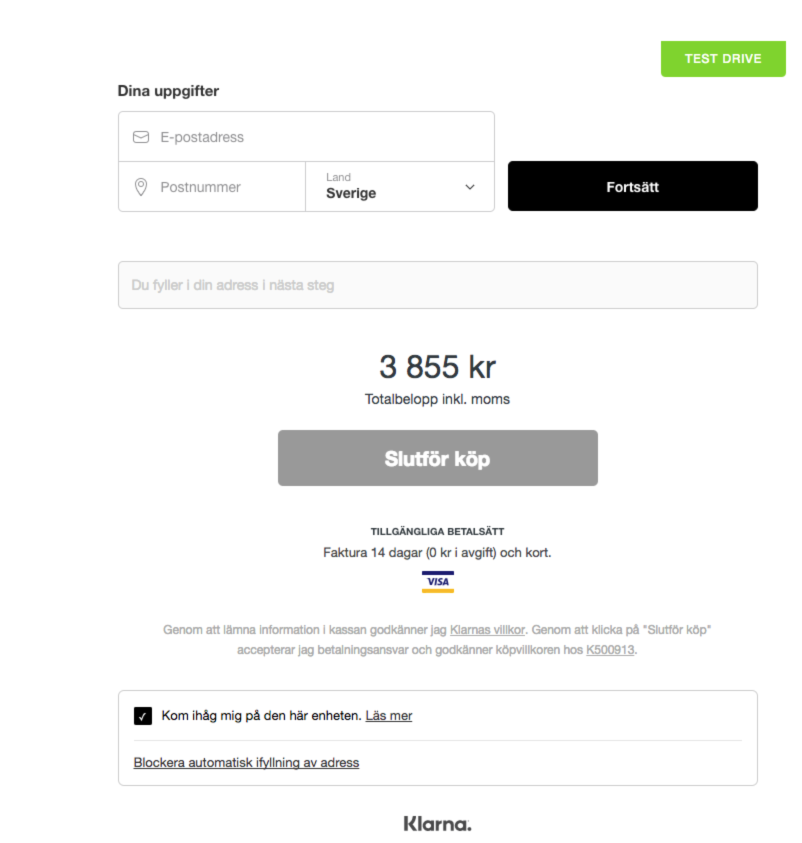 TEST DRIVE
Dina uppgifter
E-postadress
Postnummer
Land
Sverige
Fortsätt
Du fyller i din adress i nästa steg
3 855 kr
Totalbelopp inkl. moms
Slutför köp
TILLGÄNGLIGA BETALSÄTT
Faktura 14 dagar (0 kr i avgift) och kort.
VISA
Genom att lämna information i kassan godkänner jag Klarnas villkor. Genom att klicka på "Slutför köp"
accepterar jag betalningsansvar och godkänner köpvillkoren hos K500913.
Kom ihåg mig på den här enheten. Läs mer
Blockera automatisk ifyllning av adress
Klarna.